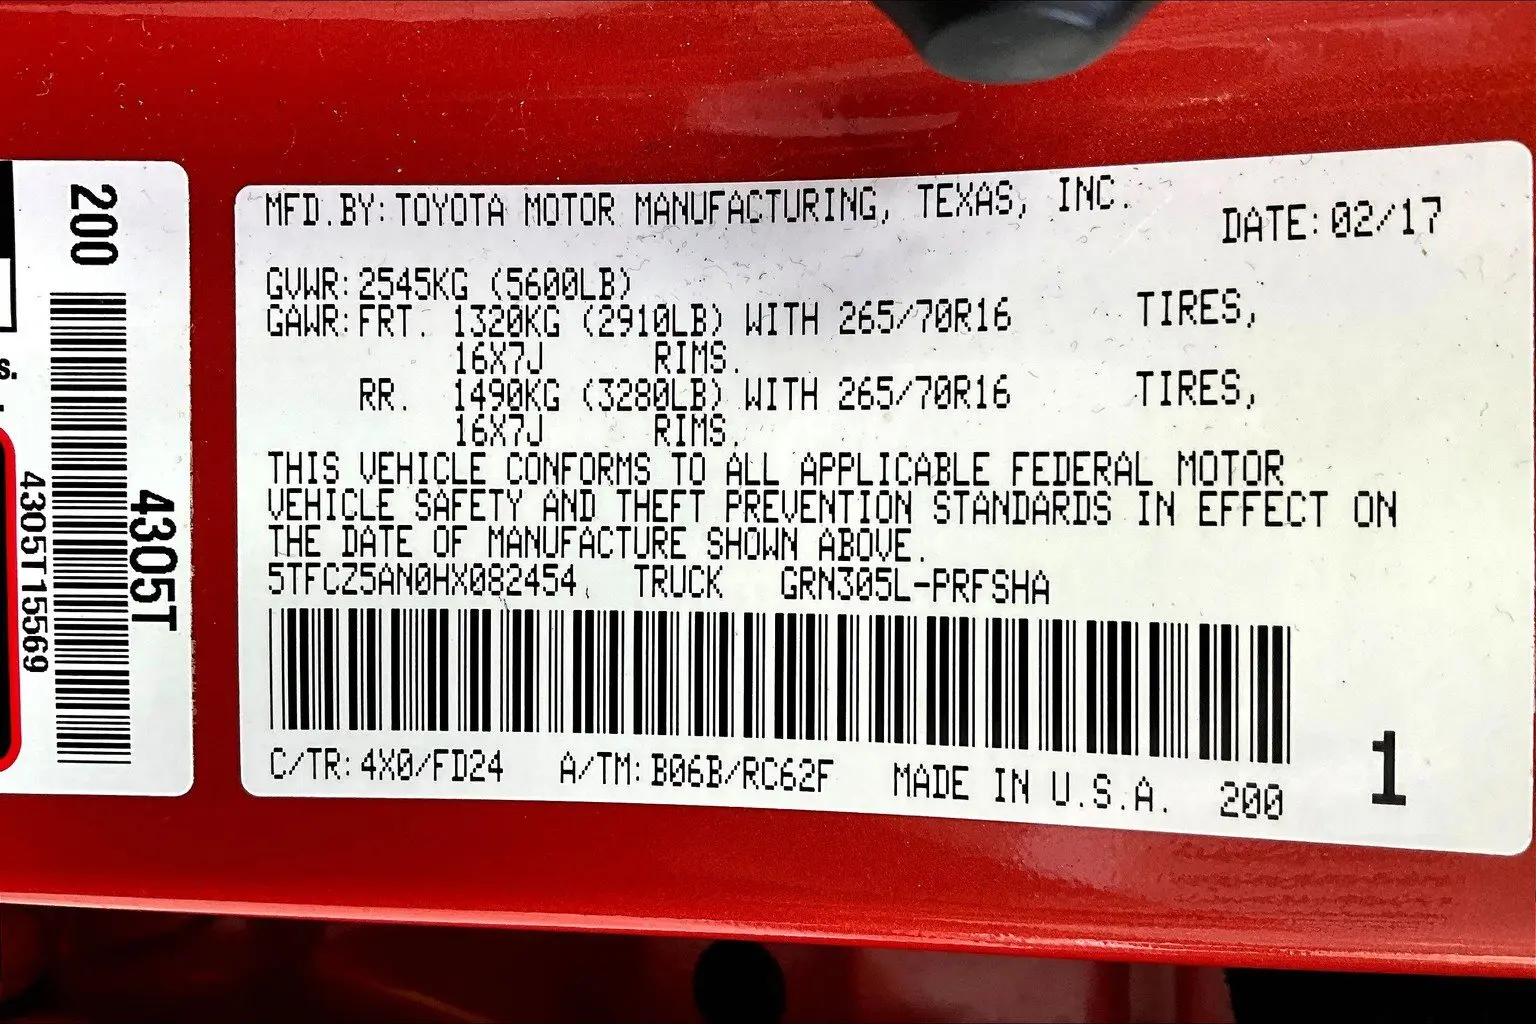 200
4305T
4305T15569
s.
MFD.BY: TOYOTA MOTOR MANUFACTURING, TEXAS, INC.
DATE: 02/17
GVWR: 2545KG (5600LB)
GAWR: FRT. 1320KG (2910LB) WITH 265/70R16 TIRES,
16X7J RIMS.
RR. 1490KG (3280LB) WITH 265/70R16 TIRES,
16X7J RIMS.
THIS VEHICLE CONFORMS TO ALL APPLICABLE FEDERAL MOTOR
VEHICLE SAFETY AND THEFT PREVENTION STANDARDS IN EFFECT ON
THE DATE OF MANUFACTURE SHOWN ABOVE.
5TFCZ5AN0HX082454 TRUCK GRN305L-PRFSHA
C/TR: 4X0/FD24 A/TM: B06B/RC62F MADE IN U.S.A. 200
1